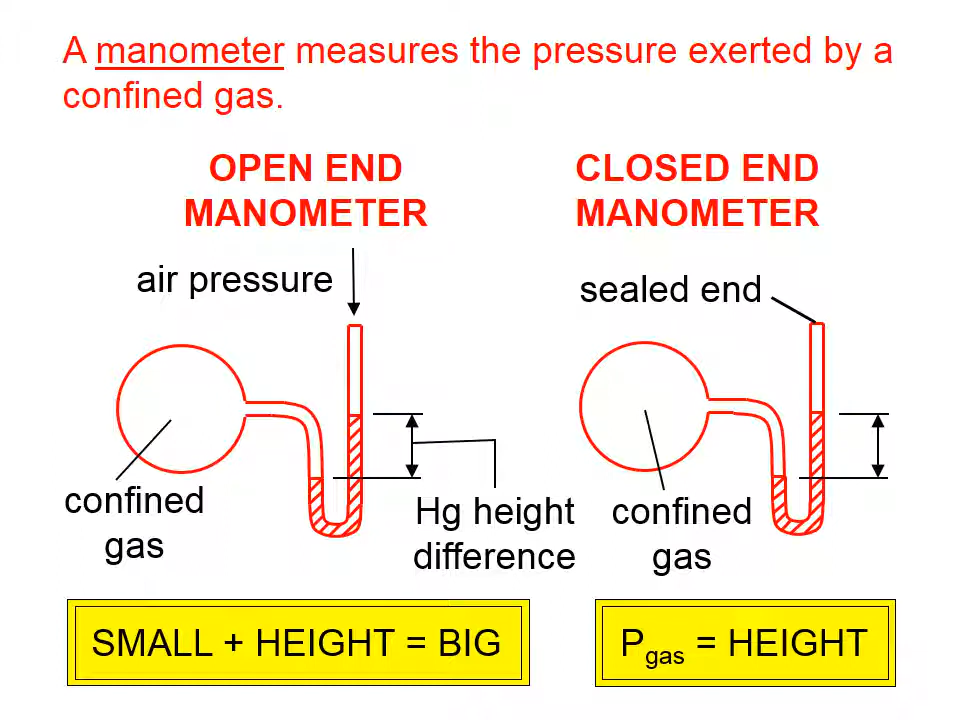 A manometer measures the pressure exerted by a
confined gas.
OPEN END
MANOMETER
CLOSED END
MANOMETER
air pressure
sealed end
confined
gas
Hg height
difference
confined
gas
SMALL + HEIGHT = BIG
Pgas = HEIGHT